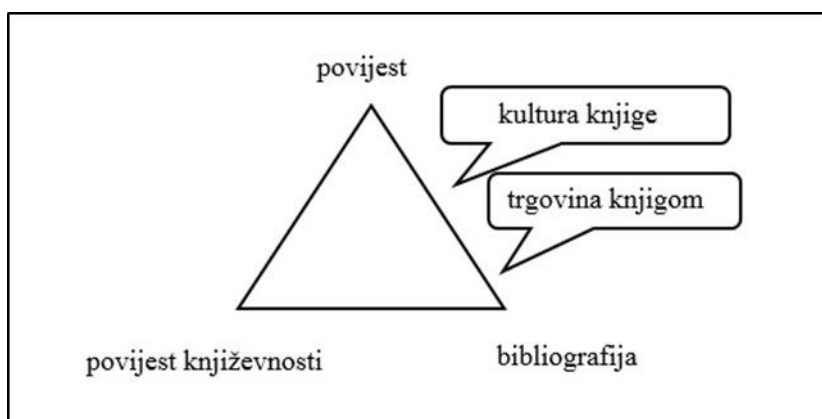 povijest
kultura knjige
trgovina knjigom
povijest književnosti
bibliografija